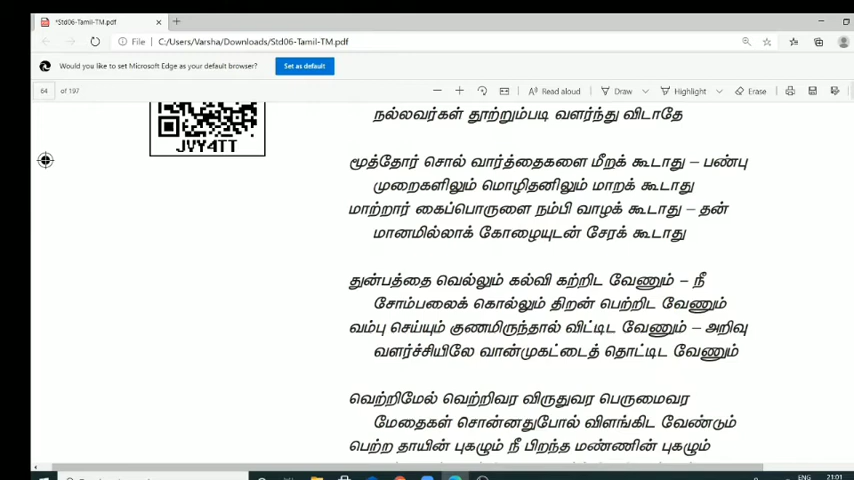 *Std06-Tamil-TM.pdf
File | C:/Users/Varsha/Downloads/Std06-Tamil-TM.pdf
Would you like to set Microsoft Edge as your default browser? Set as default
64 of 197 Read aloud Draw Highlight Erase
JVY4TT
நல்லவர்கள் தூற்றும்படி வளர்ந்து விடாதே
மூத்தோர் சொல் வார்த்தைகளை மீறக் கூடாது – பண்பு
முறைகளிலும் மொழிதனிலும் மாறக் கூடாது
மாற்றார் கைப்பொருளை நம்பி வாழக் கூடாது – தன்
மானமில்லாக் கோழையுடன் சேரக் கூடாது
துன்பத்தை வெல்லும் கல்வி கற்றிட வேணும் – நீ
சோம்பலைக் கொல்லும் திறன் பெற்றிட வேணும்
வம்பு செய்யும் குணமிருந்தால் விட்டிட வேணும் – அறிவு
வளர்ச்சியிலே வான்முகட்டைத் தொட்டிட வேணும்
வெற்றிமேல் வெற்றிவர விருதுவர பெருமைவர
மேதைகள் சொன்னதுபோல் விளங்கிட வேண்டும்
பெற்ற தாயின் புகழும் நீ பிறந்த மண்ணின் புகழும்
ENG 21:01